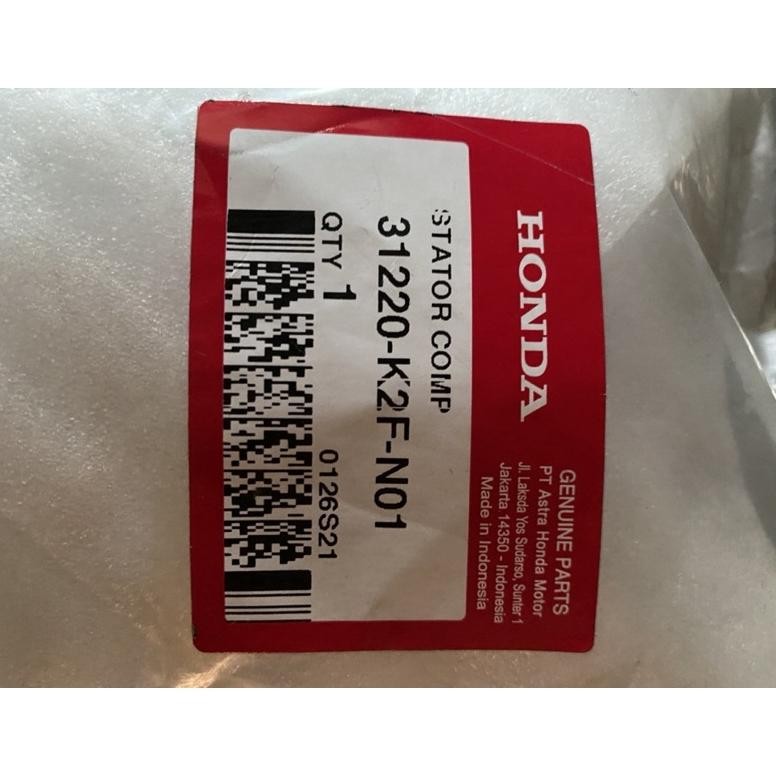 HONDA
GENUINE PARTS
PT Astra Honda Motor
Jl. Laksda Yos Sudarso, Sunter 1
Jakarta 14350 - Indonesia
Made in Indonesia
STATOR COMP
31220-K2F-N01
QTY 1 0126S21